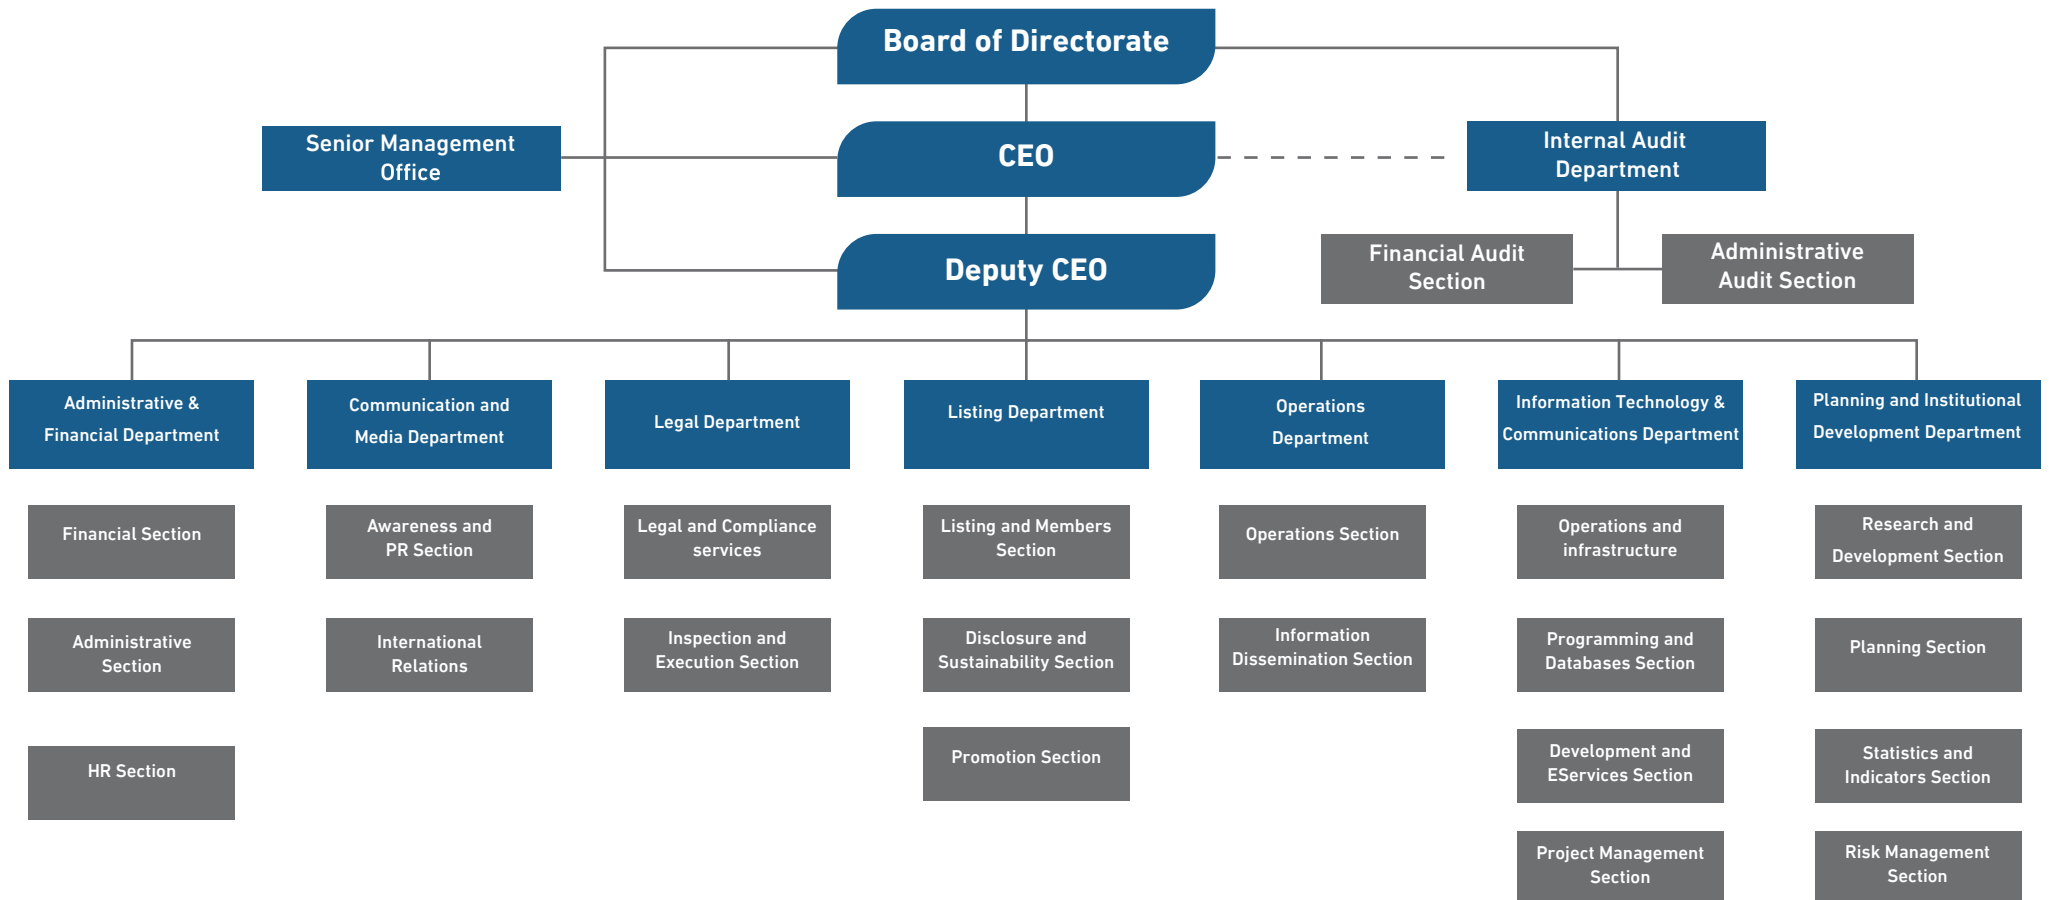 Board of Directorate
Senior Management
Office
CEO
Internal Audit
Department
Deputy CEO
Financial Audit
Section
Administrative
Audit Section
Administrative &
Financial Department
Communication and
Media Department
Legal Department
Listing Department
Operations
Department
Information Technology &
Communications Department
Planning and Institutional
Development Department
Financial Section
Awareness and
PR Section
Legal and Compliance
services
Listing and Members
Section
Operations Section
Operations and
infrastructure
Research and
Development Section
Administrative
Section
International
Relations
Inspection and
Execution Section
Disclosure and
Sustainability Section
Information
Dissemination Section
Programming and
Databases Section
Planning Section
HR Section
Promotion Section
Development and
EServices Section
Statistics and
Indicators Section
Project Management
Section
Risk Management
Section